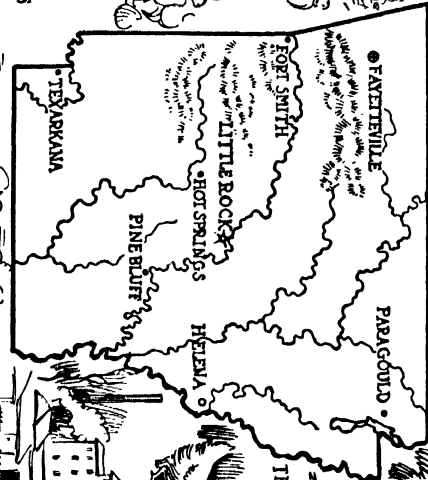 FAYETTEVILLE
PARAGOULD
FORT SMITH
LITTLE ROCK
HOT SPRINGS
HELENA
PINE BLUFF
TEXARKANA